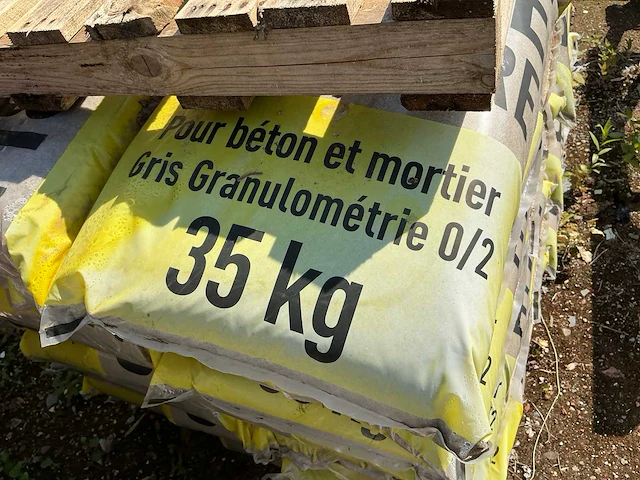 Pour béton et mortier
Gris Granulométrie 0/2
35 kg